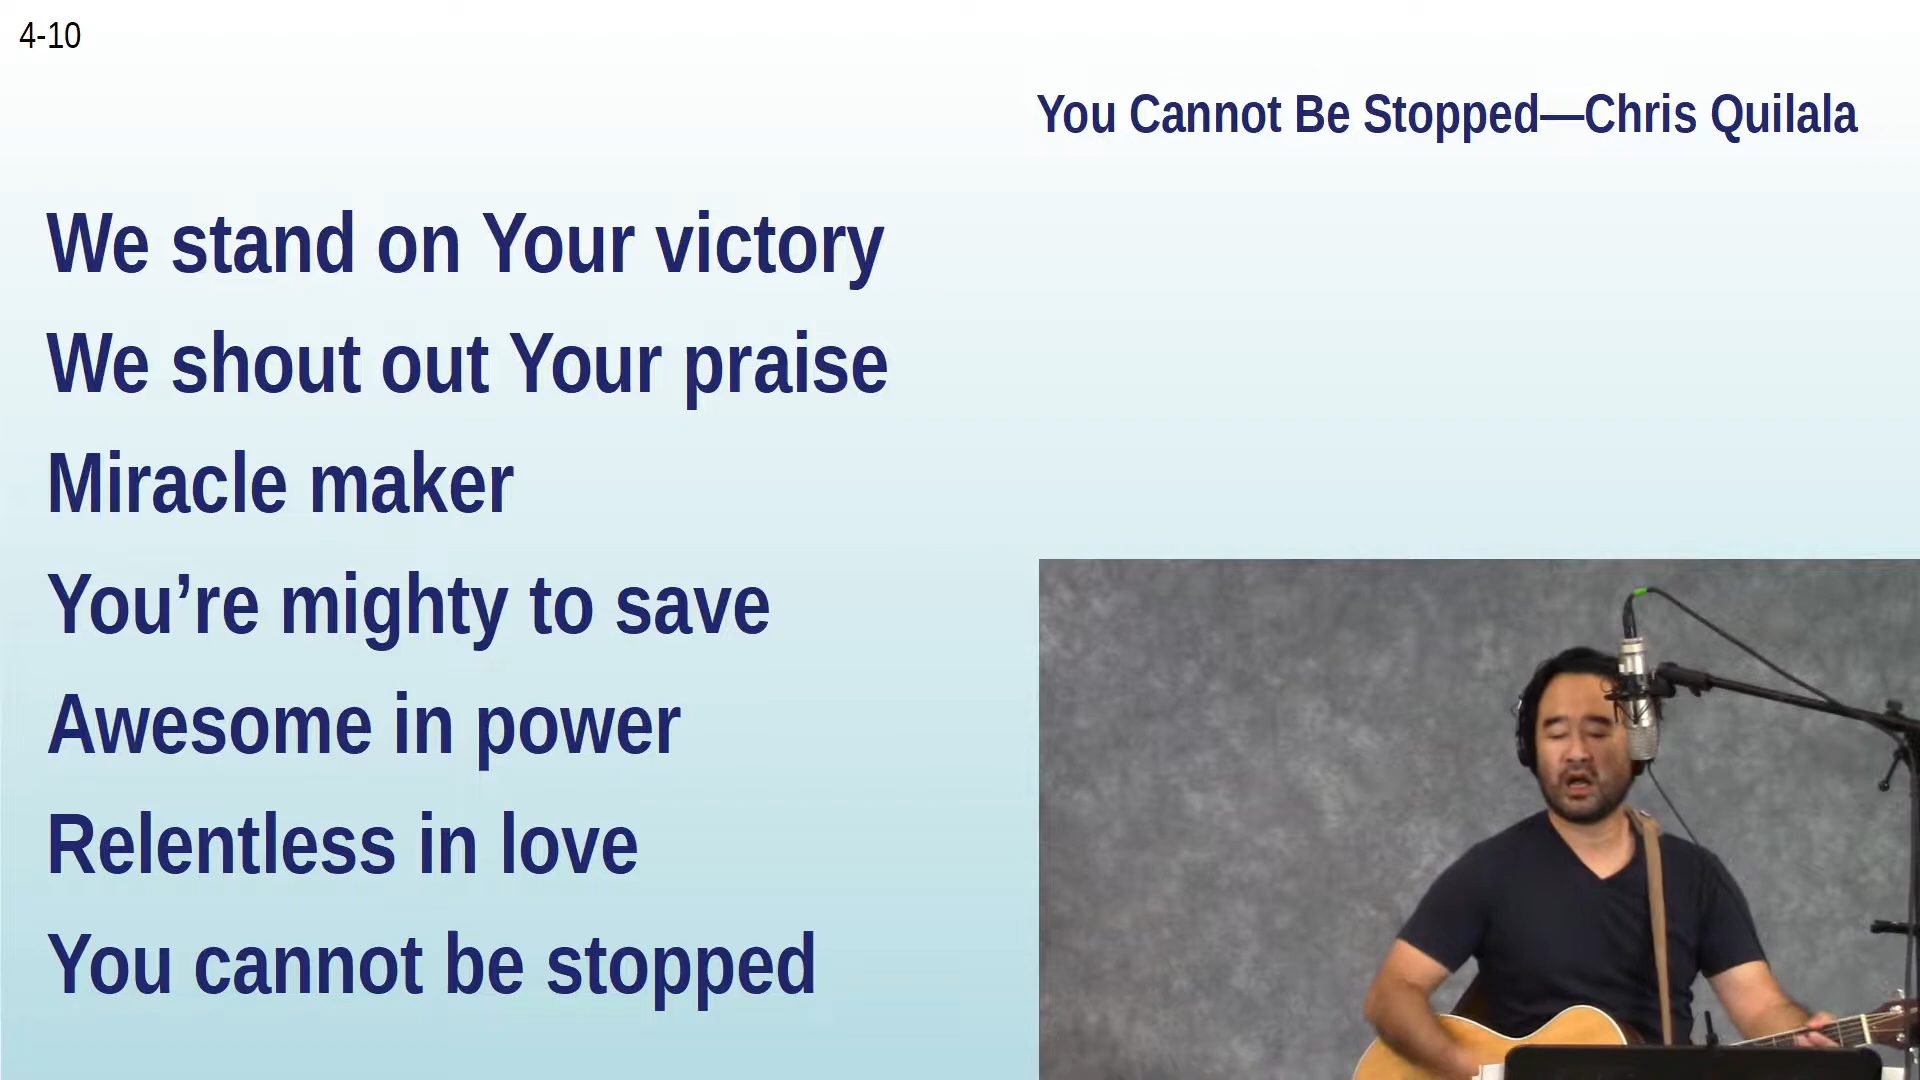 4-10
You Cannot Be Stopped—Chris Quilala
We stand on Your victory
We shout out Your praise
Miracle maker
You’re mighty to save
Awesome in power
Relentless in love
You cannot be stopped